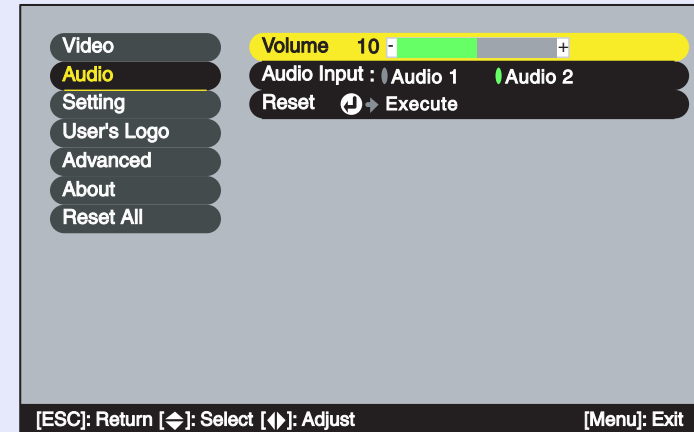 Video
Audio
Setting
User's Logo
Advanced
About
Reset All
Volume 10 - +
Audio Input : Audio 1 Audio 2
Reset Execute
[ESC]: Return [ ]: Select [ ]: Adjust [Menu]: Exit